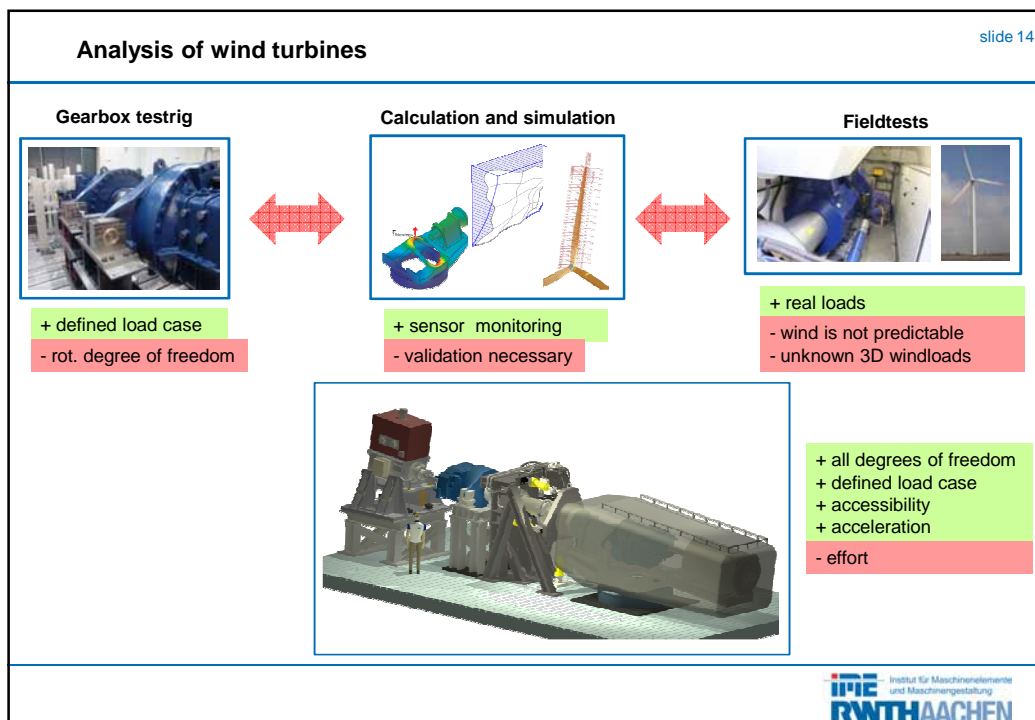 Analysis of wind turbines
slide 14
Gearbox testrig
Calculation and simulation
Fieldtests
+ defined load case
- rot. degree of freedom
+ sensor monitoring
- validation necessary
+ real loads
- wind is not predictable
- unknown 3D windloads
+ all degrees of freedom
+ defined load case
+ accessibility
+ acceleration
- effort
IME Institut für Maschinenelemente
und Maschinengestaltung
RWTHAACHEN